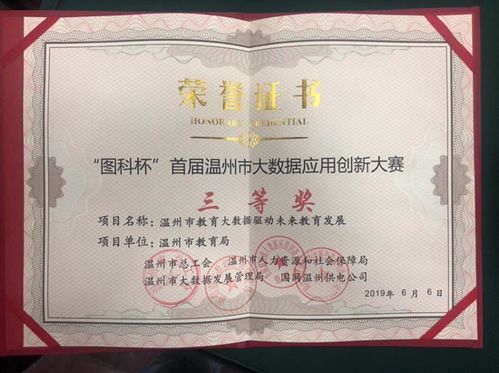 荣誉证书
HONORARY CREDENTIAL
“图科杯”首届温州市大数据应用创新大赛
三等奖
项目名称：温州市教育大数据驱动未来教育发展
项目单位：温州市教育局
温州市总工会 温州市人力资源和社会保障局
温州市大数据发展管理局 国网温州供电公司
2019年6月6日